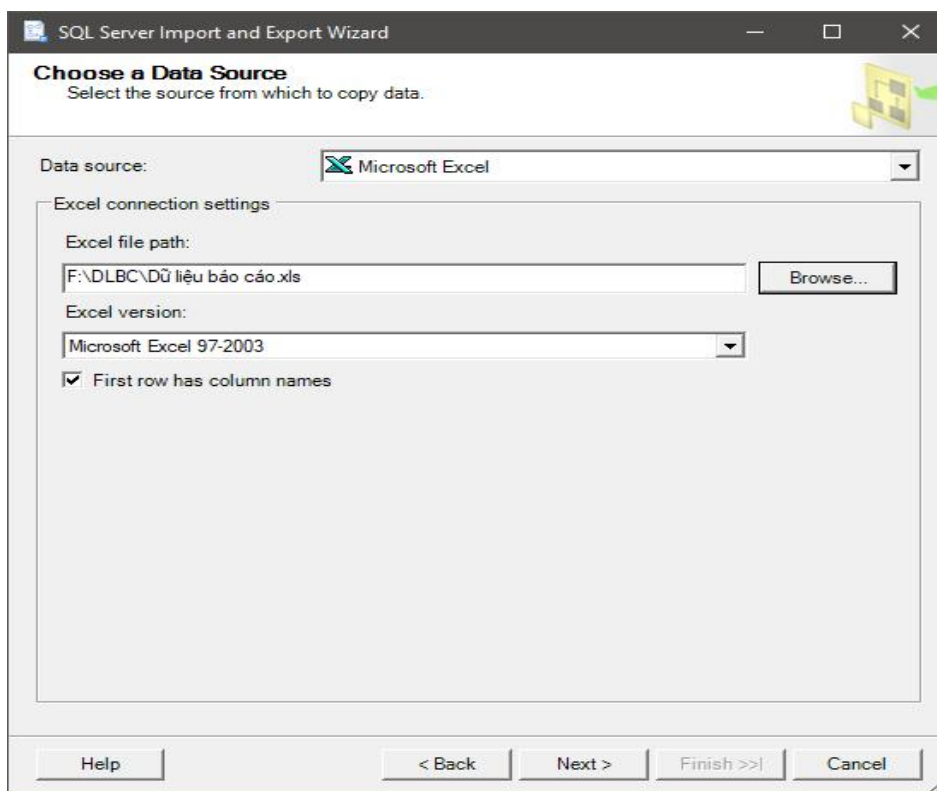 SQL Server Import and Export Wizard
Choose a Data Source
Select the source from which to copy data.
Data source:
Microsoft Excel
Excel connection settings
Excel file path:
F:\DLBC\Dữ liệu báo cáo.xls
Browse...
Excel version:
Microsoft Excel 97-2003
First row has column names
Help
< Back
Next >
Finish >>|
Cancel